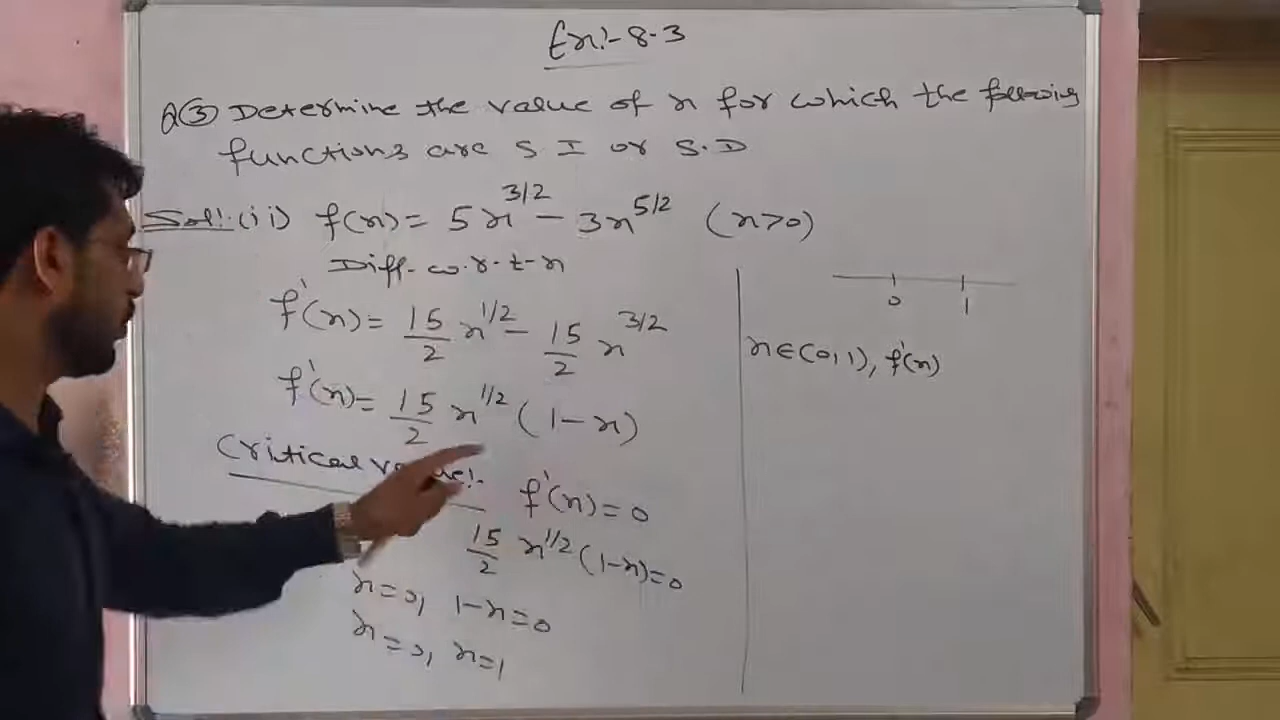 Ex:- 8.3
Q③ Determine the value of x for which the following
functions are S.I or S.D
Sol:- (ii) f(x) = 5x^{3/2} - 3x^{5/2} (x>0)
Diff. w.r.t-x
f'(x) = 15/2 x^{1/2} - 15/2 x^{3/2}
f'(x) = 15/2 x^{1/2} (1-x)
Critical value:-
f'(x) = 0
15/2 x^{1/2} (1-x) = 0
x=0, 1-x=0
x=0, x=1
0 1
x∈(0,1), f'(x)